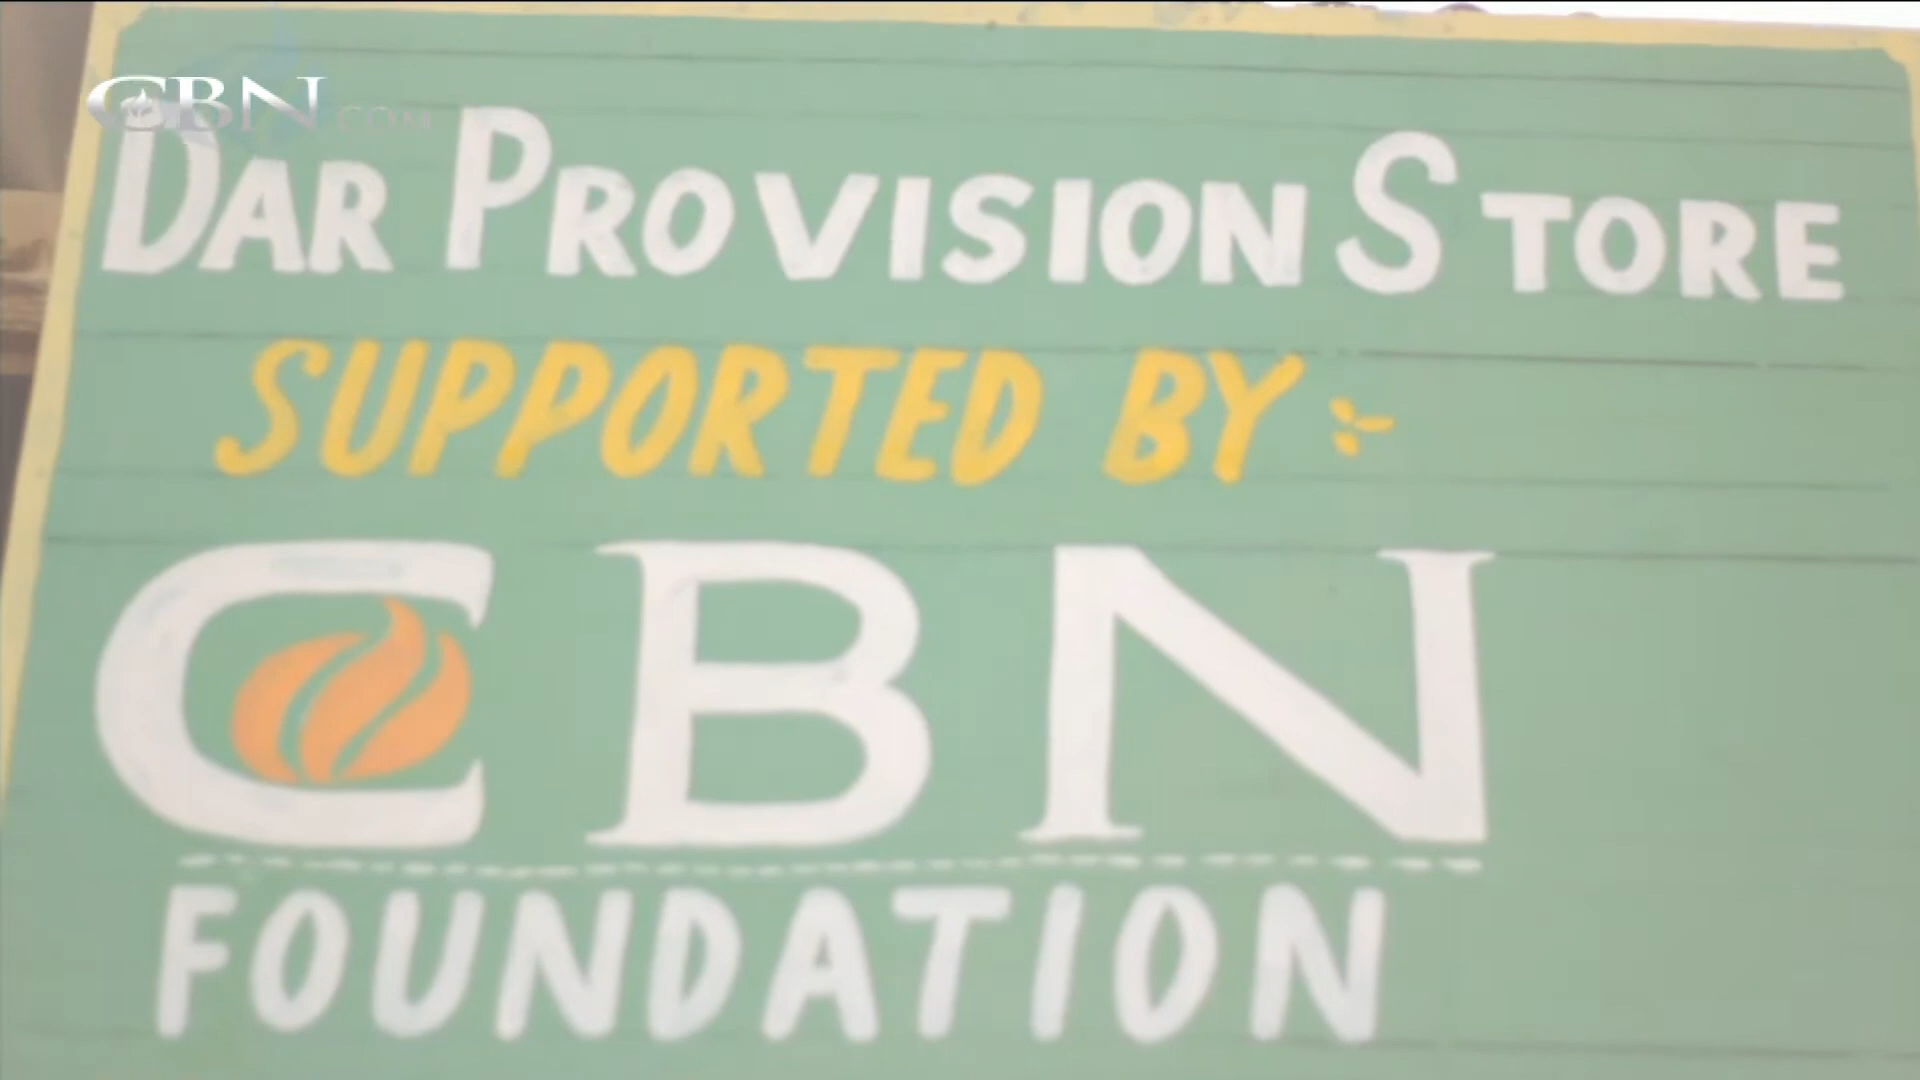 CBN.COM
DAR PROVISION STORE
SUPPORTED BY:-
CBN
FOUNDATION